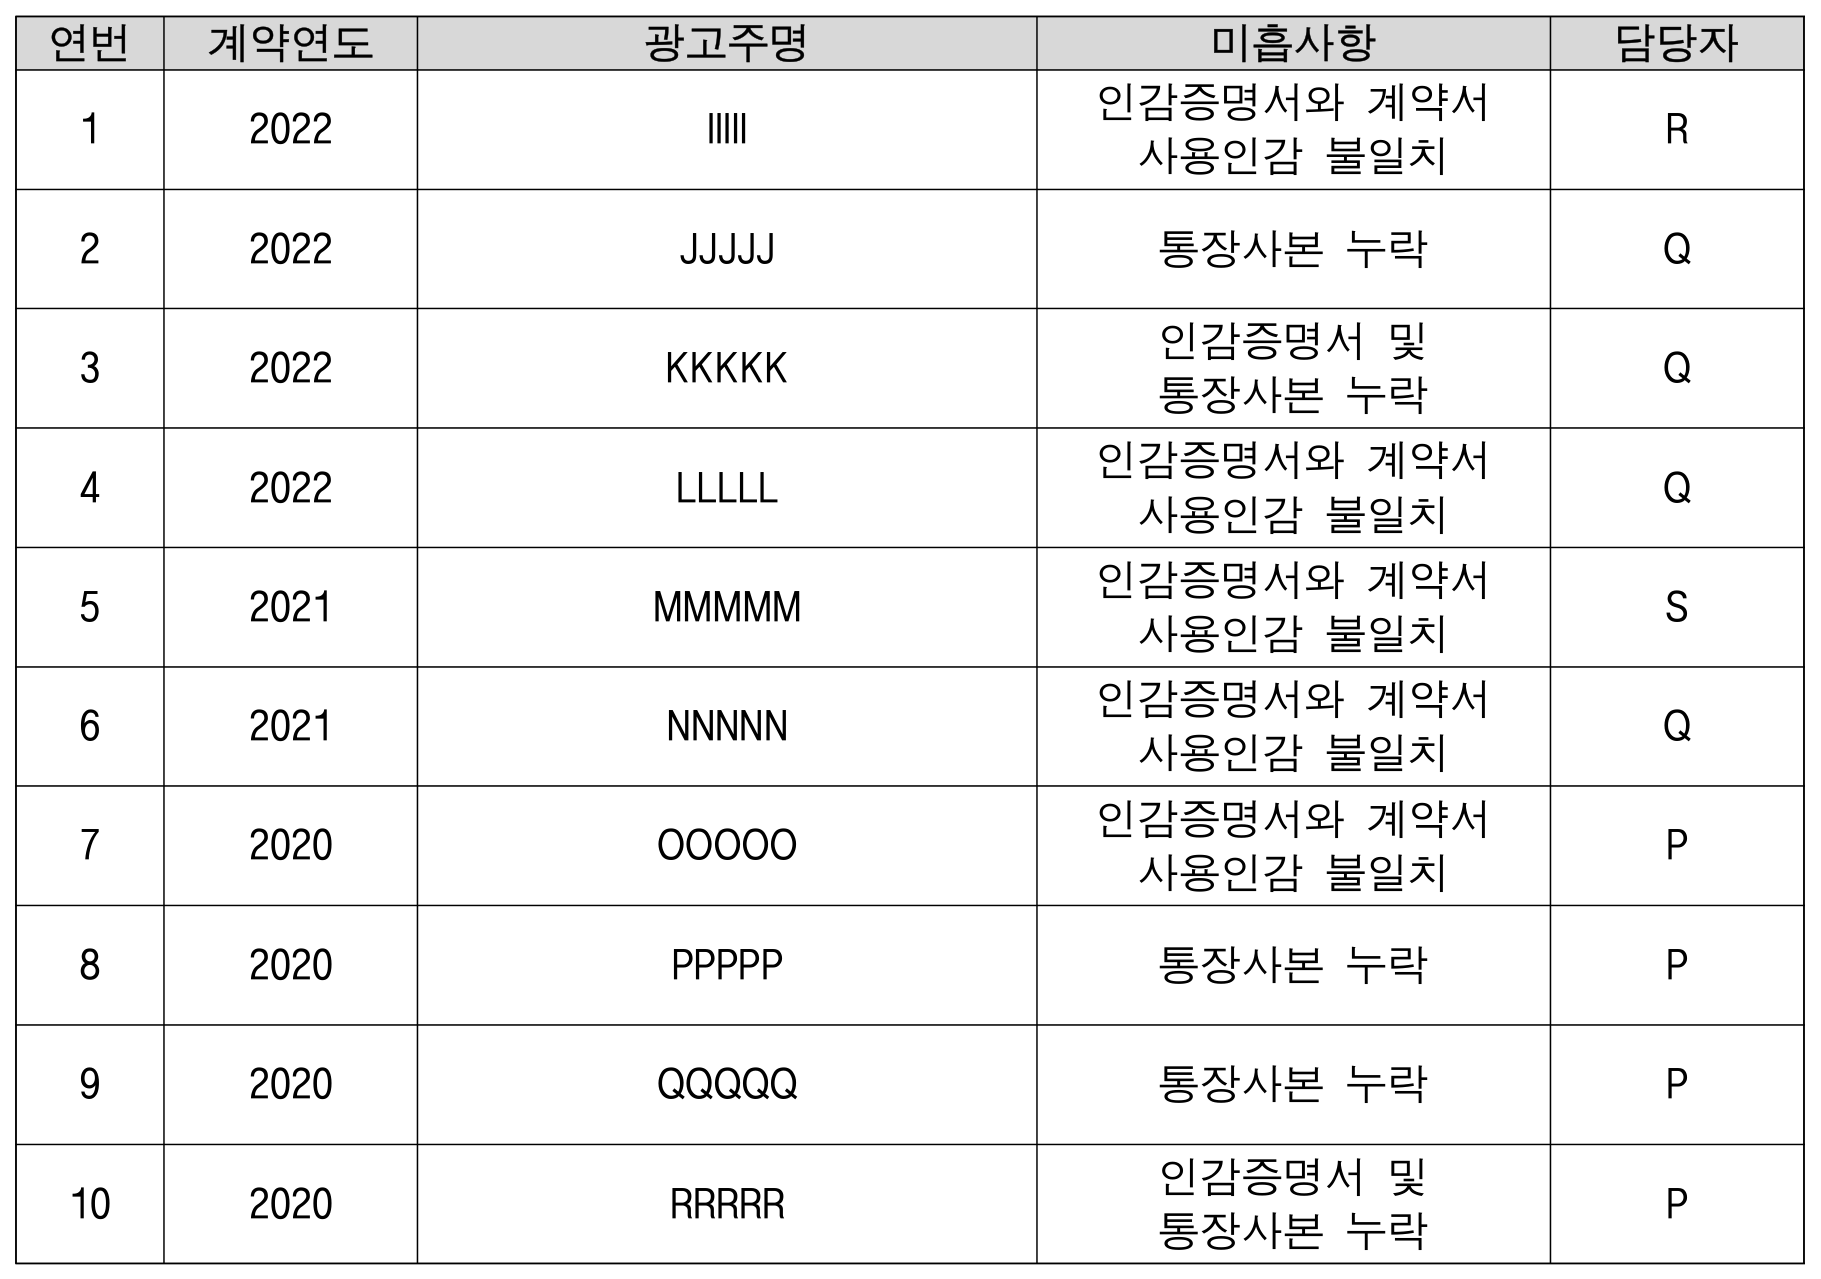 연번 계약연도 광고주명 미흡사항 담당자
1 2022 IIIII 인감증명서와 계약서 R
사용인감 불일치
2 2022 JJJJJ 통장사본 누락 Q
3 2022 KKKKK 인감증명서 및 Q
통장사본 누락
4 2022 LLLLL 인감증명서와 계약서 Q
사용인감 불일치
5 2021 MMMMM 인감증명서와 계약서 S
사용인감 불일치
6 2021 NNNNN 인감증명서와 계약서 Q
사용인감 불일치
7 2020 OOOOO 인감증명서와 계약서 P
사용인감 불일치
8 2020 PPPPP 통장사본 누락 P
9 2020 QQQQQ 통장사본 누락 P
10 2020 RRRRR 인감증명서 및 P
통장사본 누락